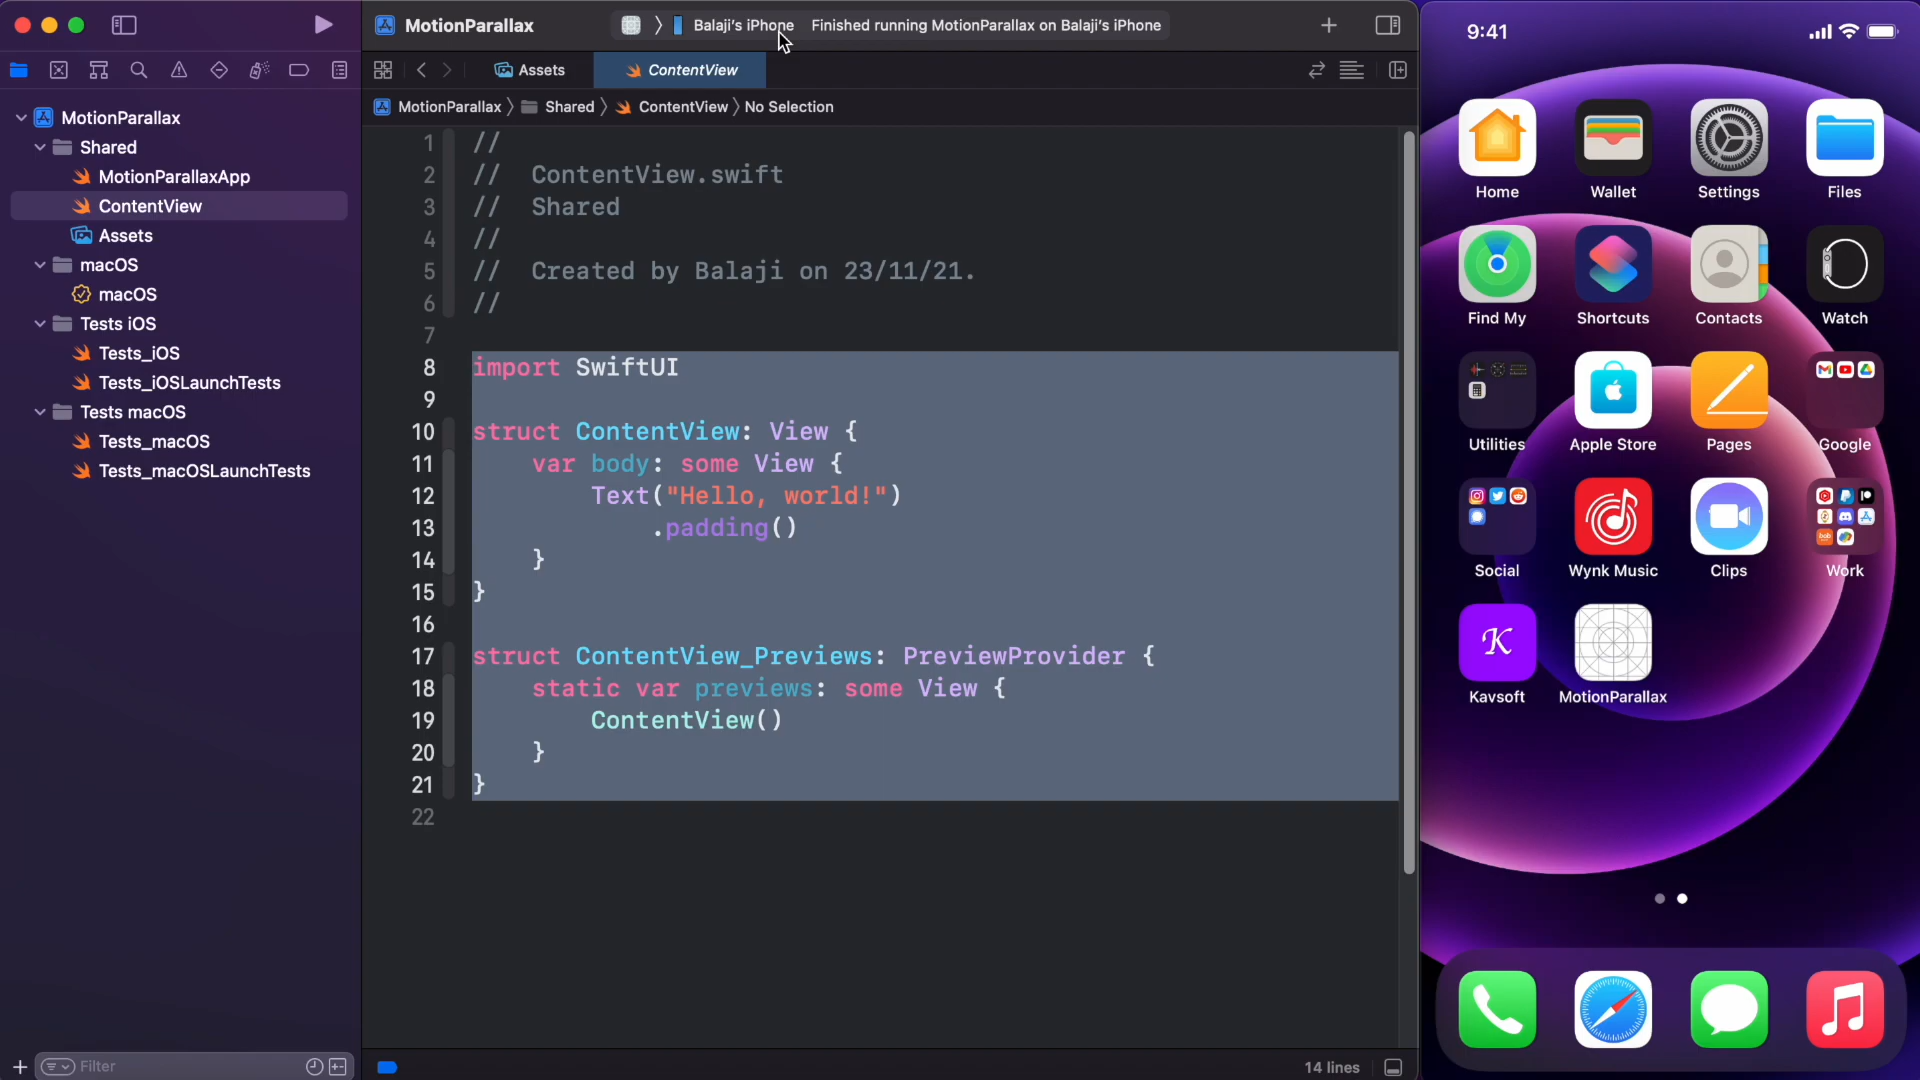 MotionParallax
Balaji's iPhone
Finished running MotionParallax on Balaji's iPhone
Assets
ContentView
MotionParallax
Shared
ContentView
No Selection
MotionParallax
Shared
MotionParallaxApp
ContentView
Assets
macOS
macOS
Tests iOS
Tests_iOS
Tests_iOSLaunchTests
Tests macOS
Tests_macOS
Tests_macOSLaunchTests
Filter
1 //
2 //  ContentView.swift
3 //  Shared
4 //
5 //  Created by Balaji on 23/11/21.
6 //
7
8 import SwiftUI
9
10 struct ContentView: View {
11     var body: some View {
12         Text("Hello, world!")
13             .padding()
14     }
15 }
16
17 struct ContentView_Previews: PreviewProvider {
18     static var previews: some View {
19         ContentView()
20     }
21 }
22
14 lines
9:41
Home
Wallet
Settings
Files
Find My
Shortcuts
Contacts
Watch
Utilities
Apple Store
Pages
Google
Social
Wynk Music
Clips
Work
K
Kavsoft
MotionParallax